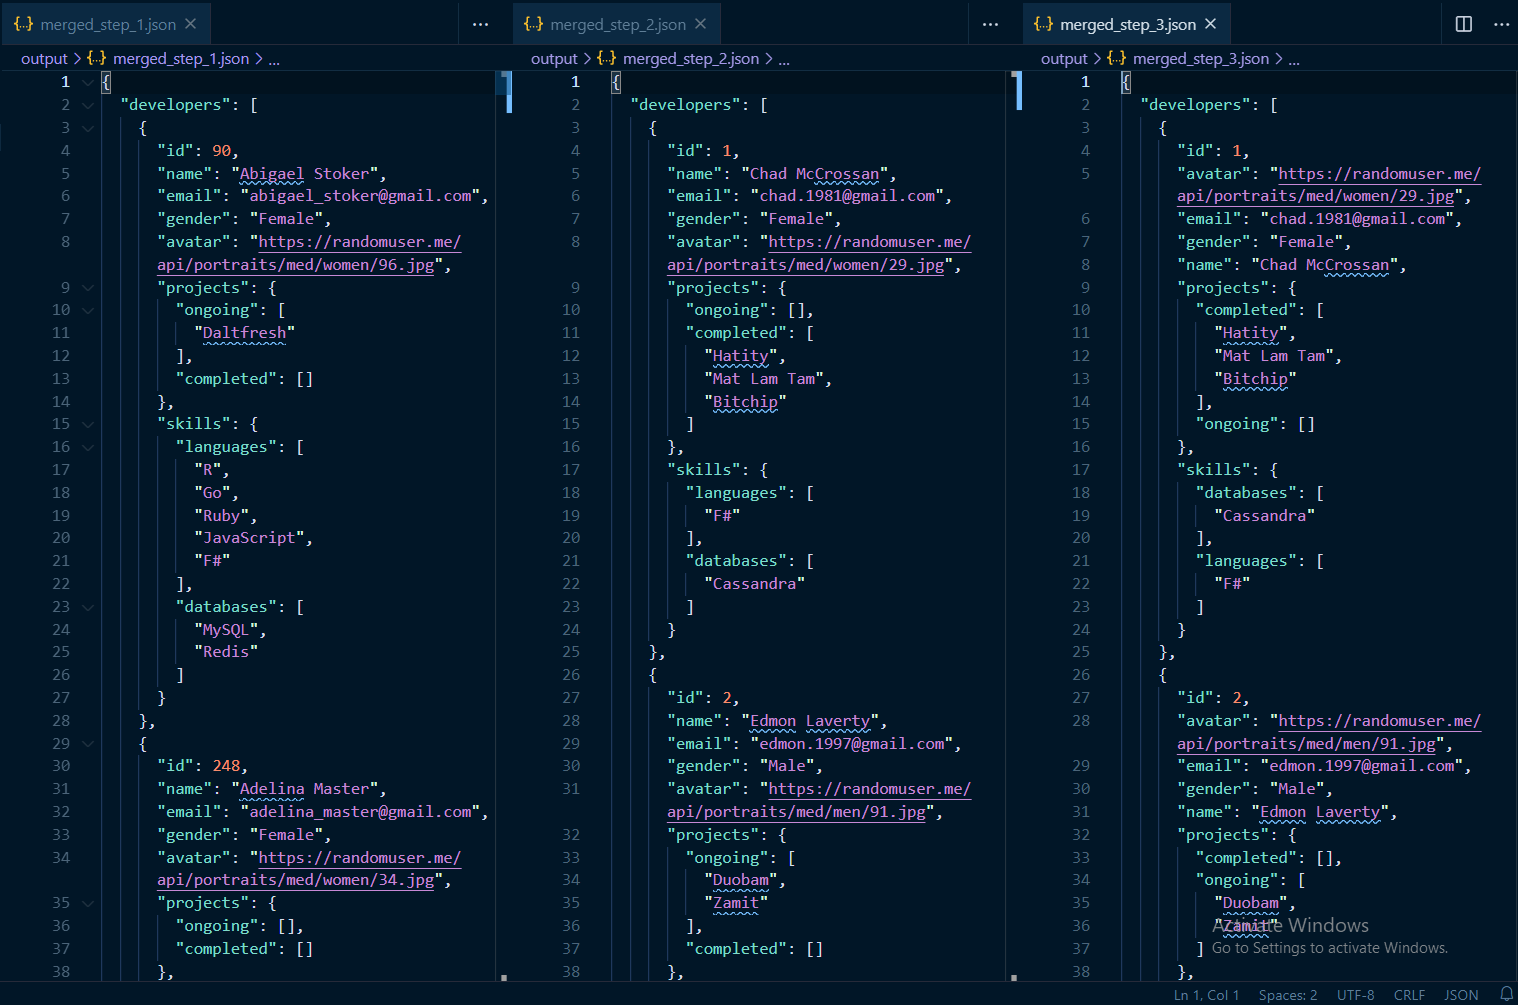 {..} merged_step_1.json ×
output > {..} merged_step_1.json > ...
1 {
2 "developers": [
3 {
4 "id": 90,
5 "name": "Abigael Stoker",
6 "email": "abigael_stoker@gmail.com",
7 "gender": "Female",
8 "avatar": "https://randomuser.me/
api/portraits/med/women/96.jpg",
9 "projects": {
10 "ongoing": [
11 "Daltfresh"
12 ],
13 "completed": []
14 },
15 "skills": {
16 "languages": [
17 "R",
18 "Go",
19 "Ruby",
20 "JavaScript",
21 "F#"
22 ],
23 "databases": [
24 "MySQL",
25 "Redis"
26 ]
27 }
28 },
29 {
30 "id": 248,
31 "name": "Adelina Master",
32 "email": "adelina_master@gmail.com",
33 "gender": "Female",
34 "avatar": "https://randomuser.me/
api/portraits/med/women/34.jpg",
35 "projects": {
36 "ongoing": [],
37 "completed": []
38 },
{..} merged_step_2.json ×
output > {..} merged_step_2.json > ...
1 {
2 "developers": [
3 {
4 "id": 1,
5 "name": "Chad McCrossan",
6 "email": "chad.1981@gmail.com",
7 "gender": "Female",
8 "avatar": "https://randomuser.me/
api/portraits/med/women/29.jpg",
9 "projects": {
10 "ongoing": [],
11 "completed": [
12 "Hatity",
13 "Mat Lam Tam",
14 "Bitchip"
15 ]
16 },
17 "skills": {
18 "languages": [
19 "F#"
20 ],
21 "databases": [
22 "Cassandra"
23 ]
24 }
25 },
26 {
27 "id": 2,
28 "name": "Edmon Laverty",
29 "email": "edmon.1997@gmail.com",
30 "gender": "Male",
31 "avatar": "https://randomuser.me/
api/portraits/med/men/91.jpg",
32 "projects": {
33 "ongoing": [
34 "Duobam",
35 "Zamit"
36 ],
37 "completed": []
38 },
{..} merged_step_3.json ×
output > {..} merged_step_3.json > ...
1 {
2 "developers": [
3 {
4 "id": 1,
5 "avatar": "https://randomuser.me/
api/portraits/med/women/29.jpg",
6 "email": "chad.1981@gmail.com",
7 "gender": "Female",
8 "name": "Chad McCrossan",
9 "projects": {
10 "completed": [
11 "Hatity",
12 "Mat Lam Tam",
13 "Bitchip"
14 ],
15 "ongoing": []
16 },
17 "skills": {
18 "databases": [
19 "Cassandra"
20 ],
21 "languages": [
22 "F#"
23 ]
24 }
25 },
26 {
27 "id": 2,
28 "avatar": "https://randomuser.me/
api/portraits/med/men/91.jpg",
29 "email": "edmon.1997@gmail.com",
30 "gender": "Male",
31 "name": "Edmon Laverty",
32 "projects": {
33 "completed": [],
34 "ongoing": [
35 "Duobam",
36 "Zamit"
37 ]
38 },
Activate Windows
Go to Settings to activate Windows.
Ln 1, Col 1 Spaces: 2 UTF-8 CRLF JSON